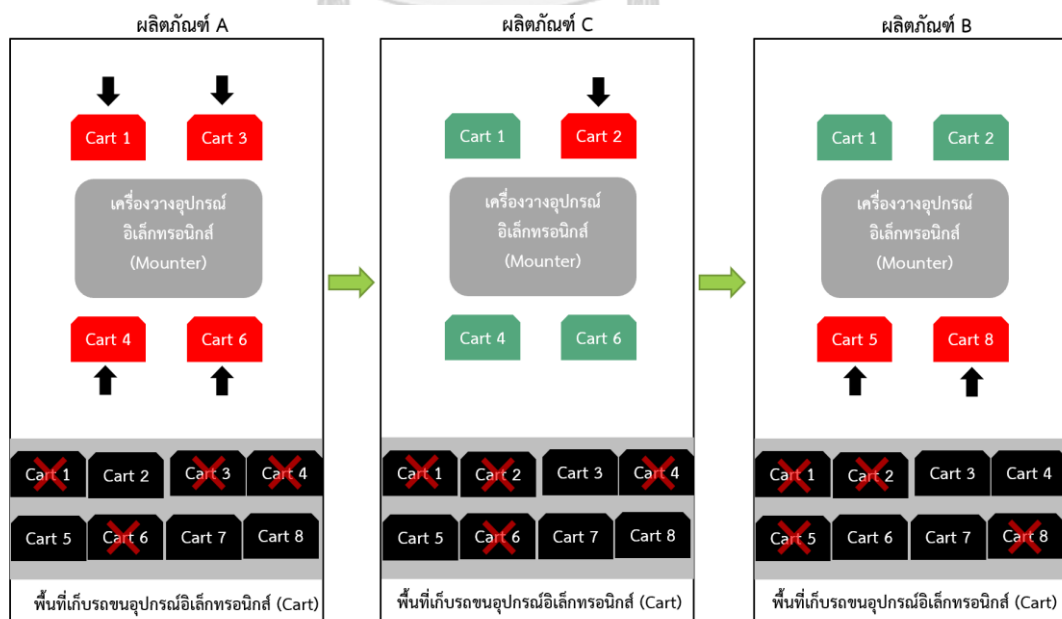 ผลิตภัณฑ์ A
Cart 1 Cart 3
เครื่องวางอุปกรณ์
อิเล็กทรอนิกส์
(Mounter)
Cart 4 Cart 6
Cart 1 Cart 2 Cart 3 Cart 4
Cart 5 Cart 6 Cart 7 Cart 8
พื้นที่เก็บรถขนอุปกรณ์อิเล็กทรอนิกส์ (Cart)
ผลิตภัณฑ์ C
Cart 1 Cart 2
เครื่องวางอุปกรณ์
อิเล็กทรอนิกส์
(Mounter)
Cart 4 Cart 6
Cart 1 Cart 2 Cart 3 Cart 4
Cart 5 Cart 6 Cart 7 Cart 8
พื้นที่เก็บรถขนอุปกรณ์อิเล็กทรอนิกส์ (Cart)
ผลิตภัณฑ์ B
Cart 1 Cart 2
เครื่องวางอุปกรณ์
อิเล็กทรอนิกส์
(Mounter)
Cart 5 Cart 8
Cart 1 Cart 2 Cart 3 Cart 4
Cart 5 Cart 6 Cart 7 Cart 8
พื้นที่เก็บรถขนอุปกรณ์อิเล็กทรอนิกส์ (Cart)